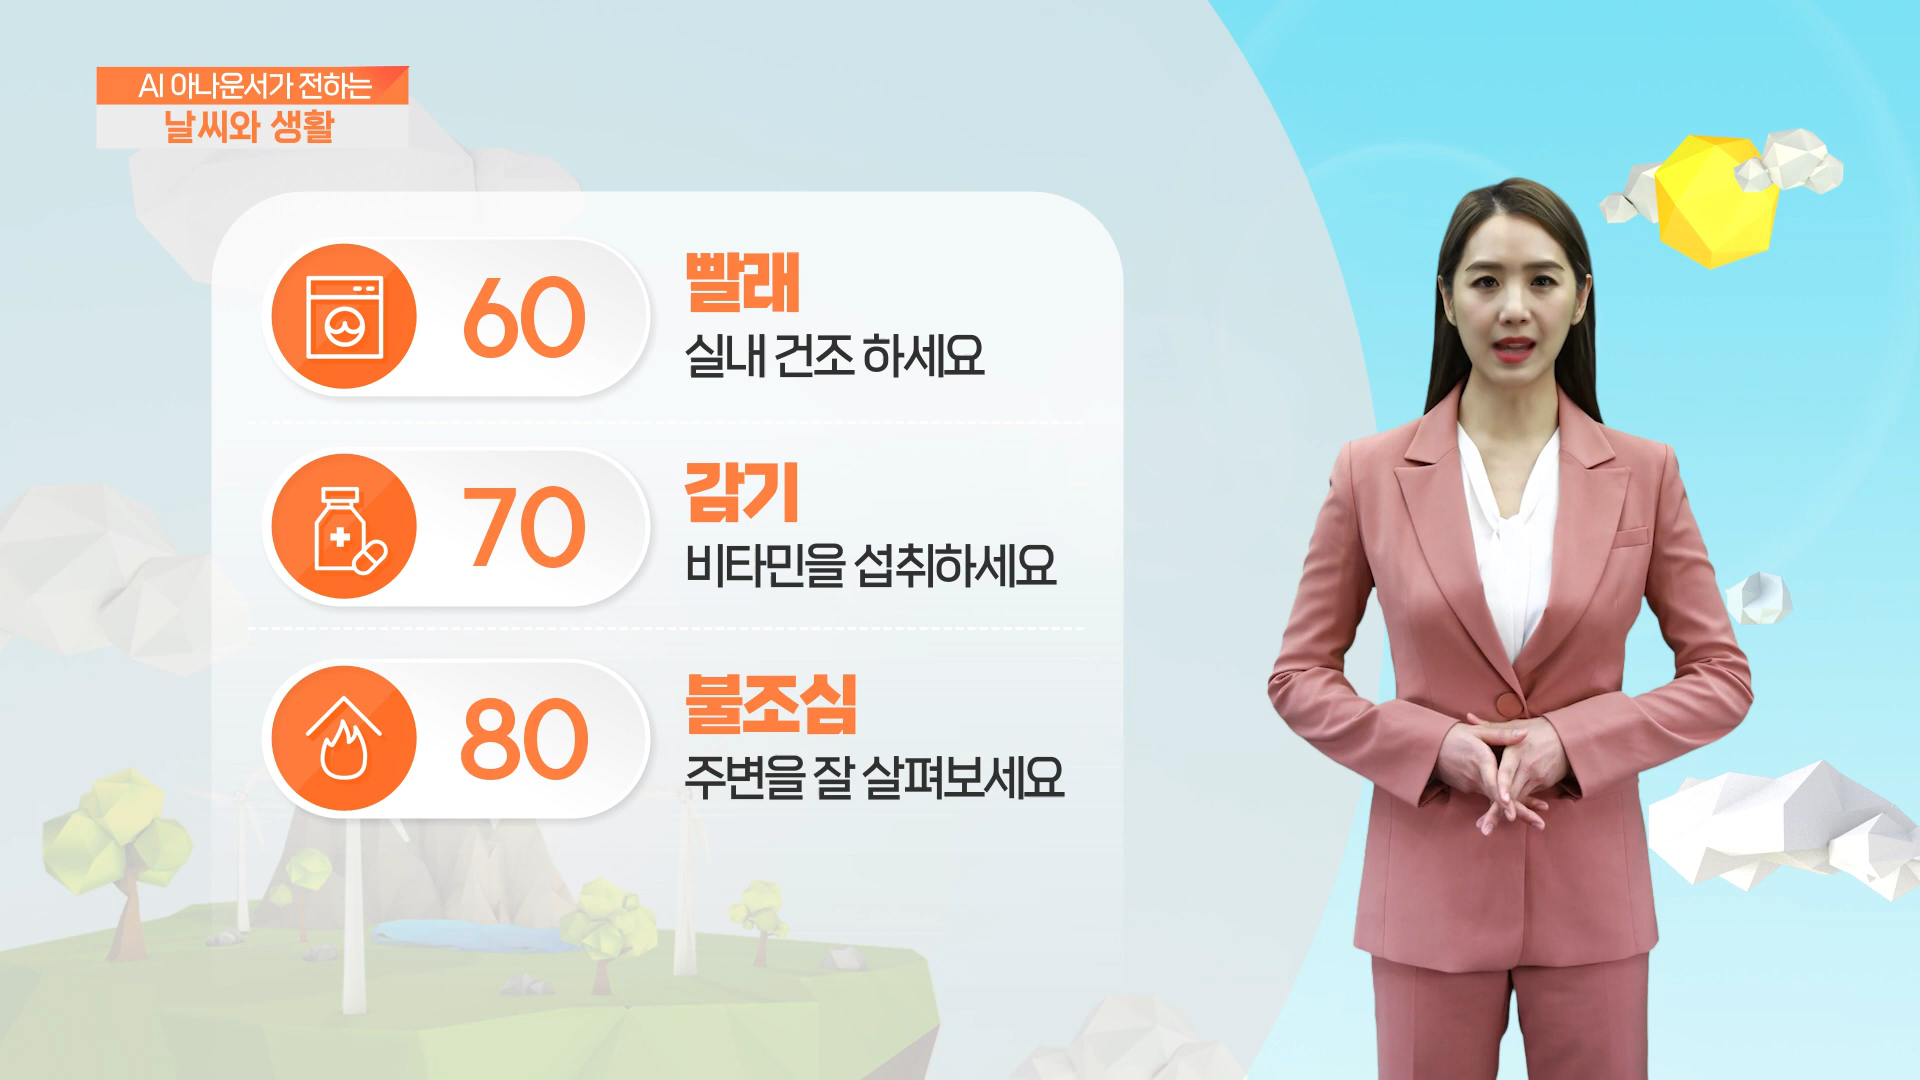 AI 아나운서가 전하는
날씨와 생활
60
빨래
실내 건조 하세요
70
감기
비타민을 섭취하세요
80
불조심
주변을 잘 살펴보세요